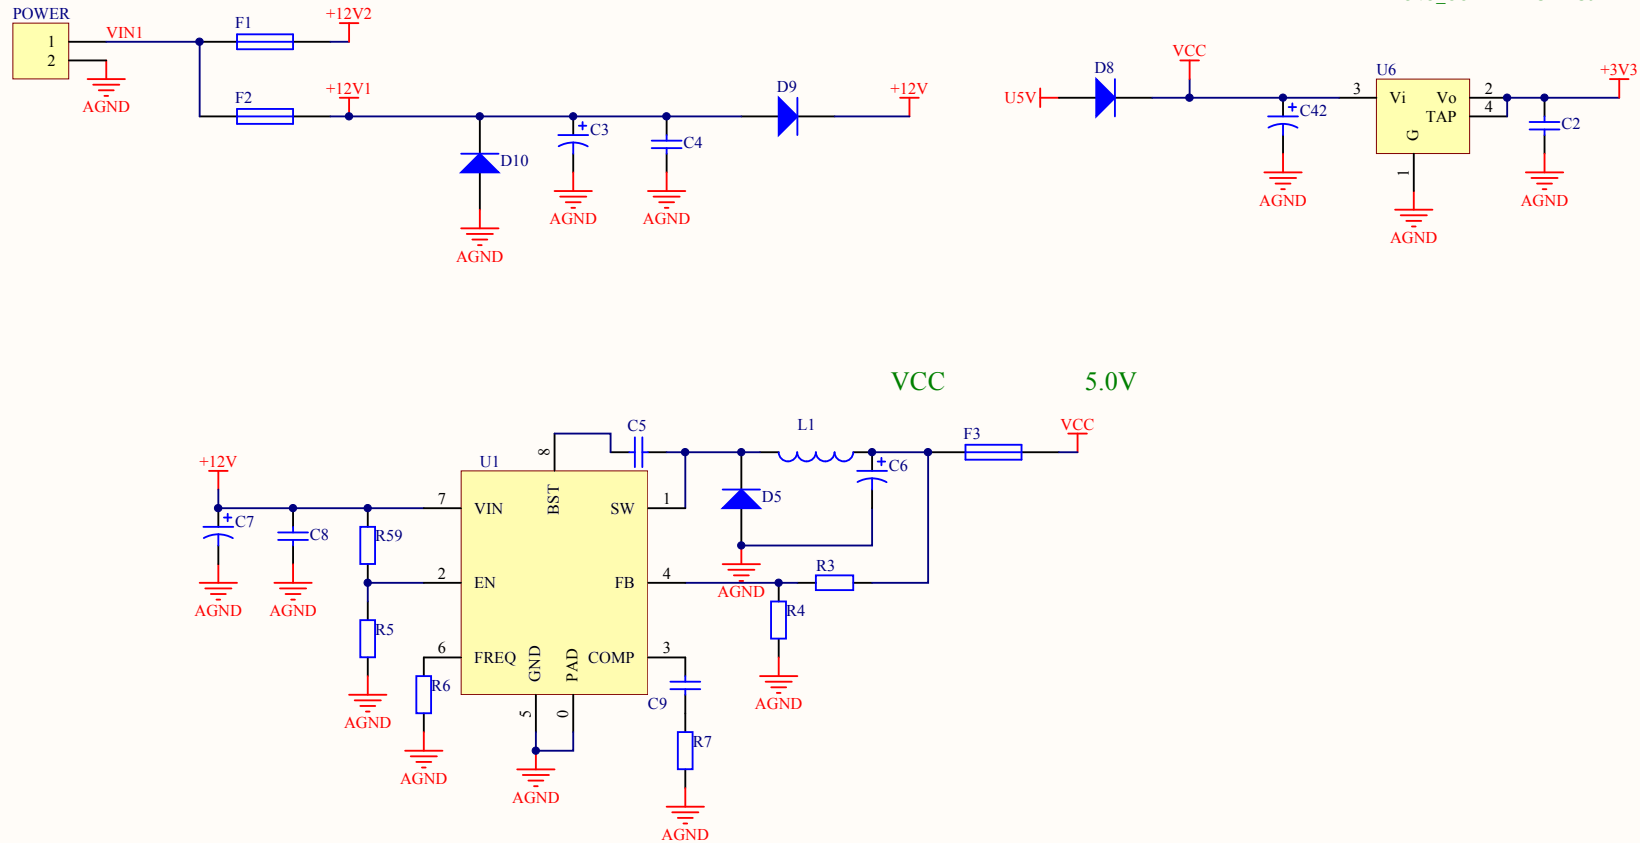 POWER
1
2
VIN1
AGND
F1
+12V2
F2
+12V1
D10
AGND
C3
AGND
C4
AGND
D9
+12V
U5V
D8
VCC
C42
AGND
U6
3
Vi
Vo
2
TAP
4
G
1
AGND
C2
AGND
+3V3
VCC 5.0V
+12V
C7
AGND
C8
AGND
R59
R5
AGND
R6
AGND
U1
7
VIN
2
EN
6
FREQ
8
BST
SW
1
FB
4
COMP
3
GND
5
PAD
0
AGND
C5
D5
AGND
L1
C6
F3
VCC
R3
R4
AGND
C9
R7
AGND